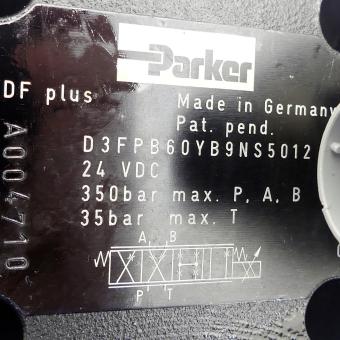 Parker
DF plus
Made in Germany
Pat. pend.
D3FPB60YB9NS5012
24 VDC
350bar max. P, A, B
35bar max. T
A004710
A B
P T